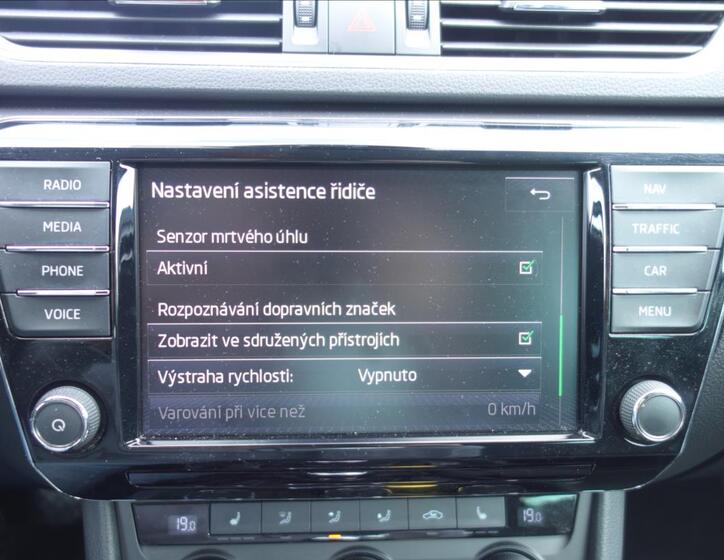 RADIO
MEDIA
PHONE
VOICE
Nastavení asistence řidiče
Senzor mrtvého úhlu
Aktivní
Rozpoznávání dopravních značek
Zobrazit ve sdružených přístrojích
Výstraha rychlosti: Vypnuto
Varování při více než 0 km/h
NAV
TRAFFIC
CAR
MENU
19.0
19.0